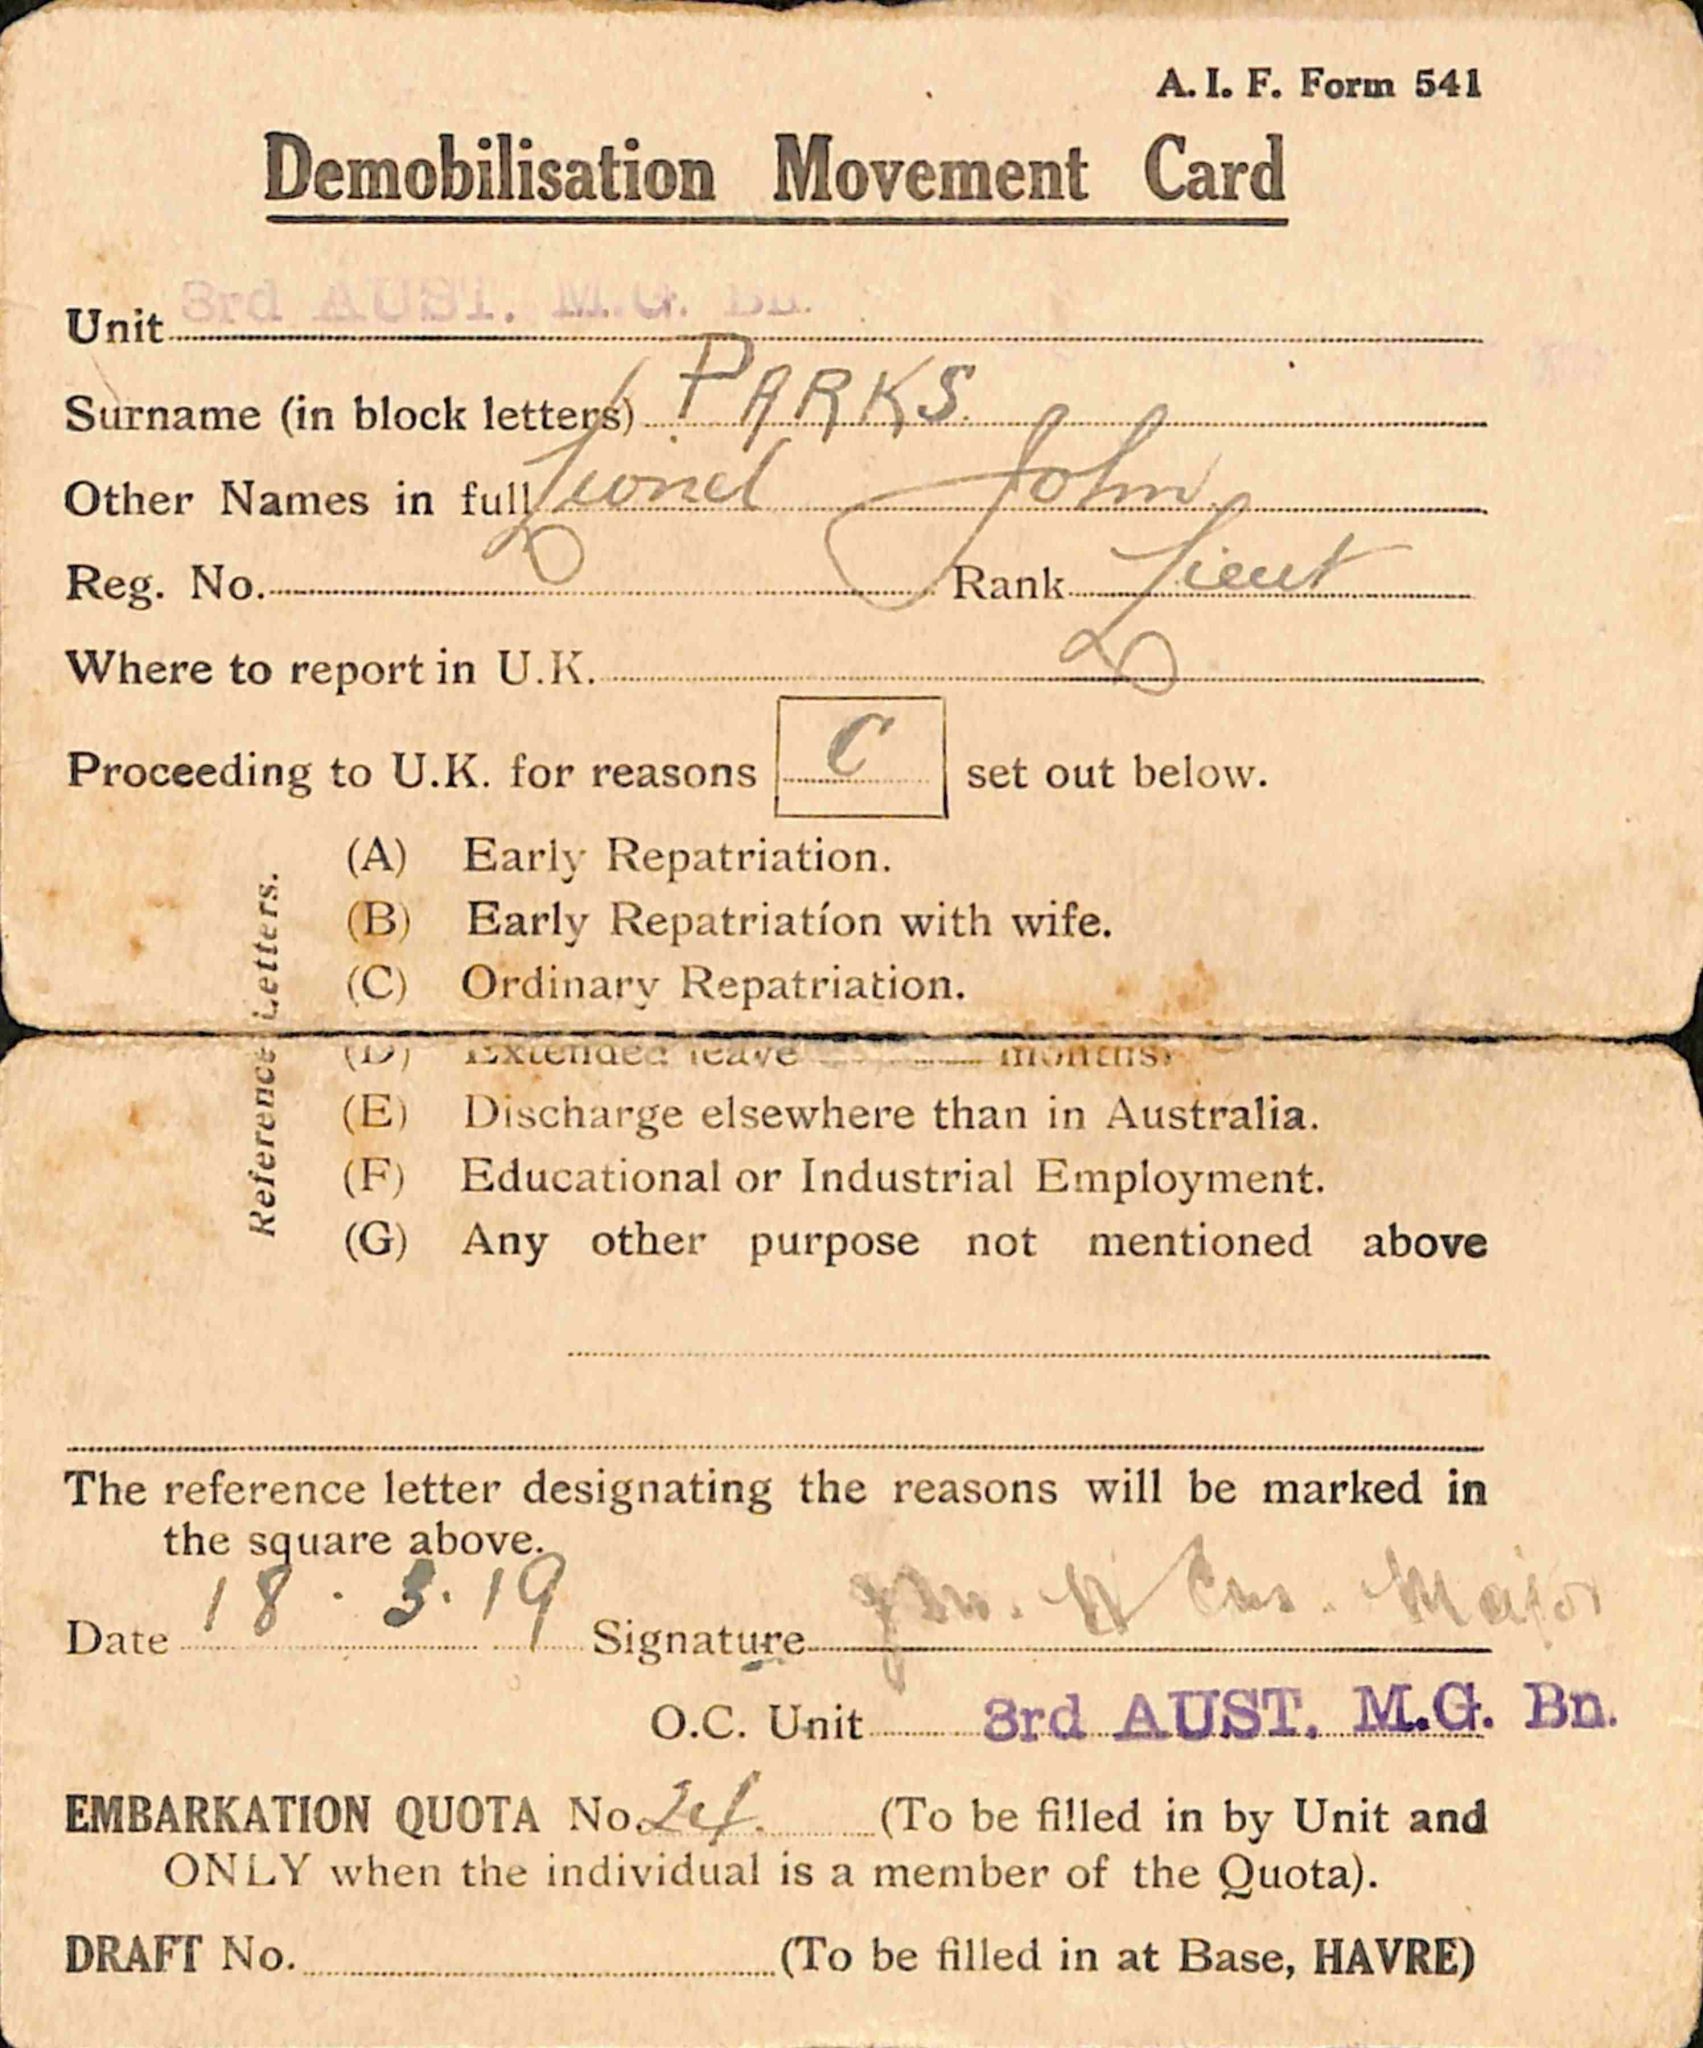 A. I. F. Form 541
Demobilisation Movement Card
Unit 3rd AUST. M.G. Bn.
Surname (in block letters) PARKS
Other Names in full Lionel John
Reg. No. Rank Lieut
Where to report in U.K.
Proceeding to U.K. for reasons C set out below.
Reference Letters.
(A) Early Repatriation.
(B) Early Repatriation with wife.
(C) Ordinary Repatriation.
(D) Extended leave months.
(E) Discharge elsewhere than in Australia.
(F) Educational or Industrial Employment.
(G) Any other purpose not mentioned above
The reference letter designating the reasons will be marked in
the square above.
Date 18 . 3 . 19 Signature Major
O.C. Unit 3rd AUST. M.G. Bn.
EMBARKATION QUOTA No. 24. (To be filled in by Unit and
ONLY when the individual is a member of the Quota).
DRAFT No. (To be filled in at Base, HAVRE)